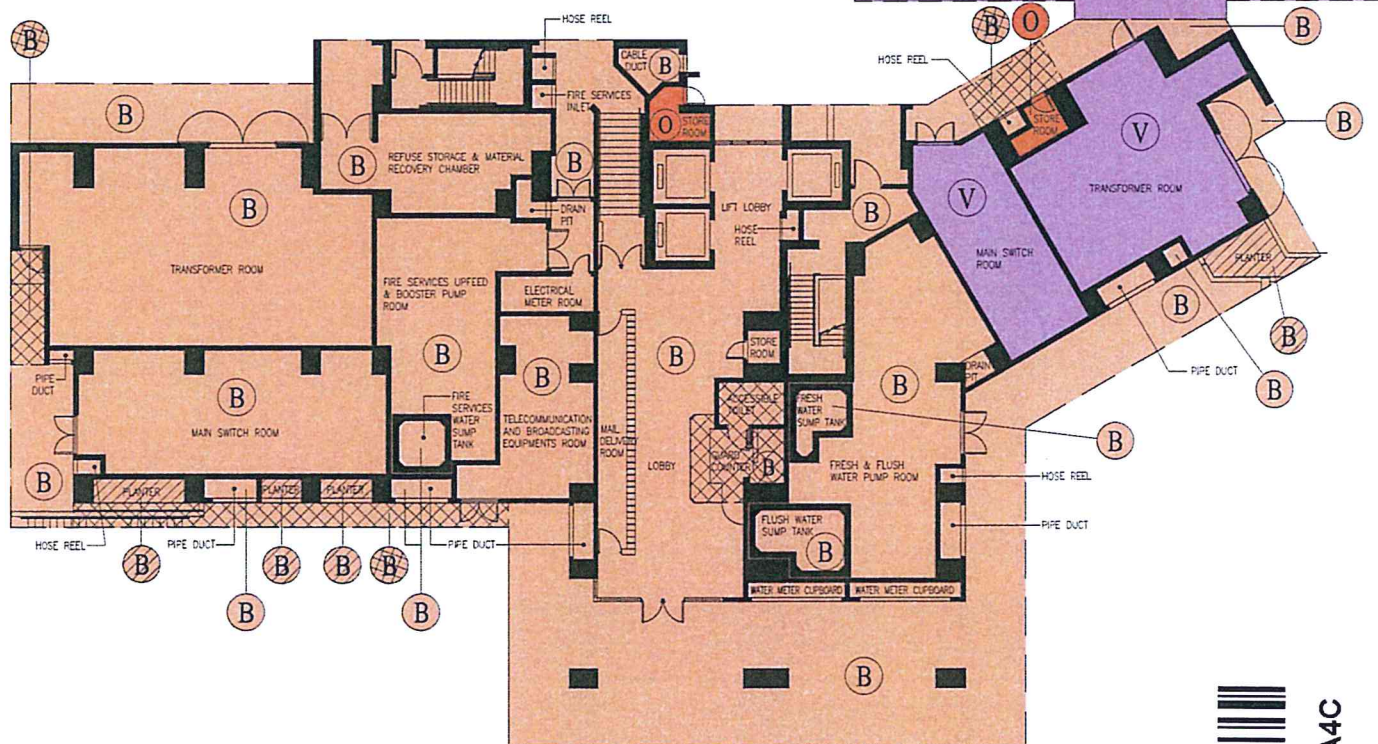 HOSE REEL
B
B
O
B
HOSE REEL
CABLE
DUCT
B
FIRE SERVICES
INLET
B
O
STORE
ROOM
STORE
ROOM
B
V
REFUSE STORAGE & MATERIAL
RECOVERY CHAMBER
B
B
B
TRANSFORMER ROOM
V
LIFT LOBBY
B
DRAIN
PIT
HOSE
REEL
MAIN SWITCH
ROOM
TRANSFORMER ROOM
FIRE SERVICES UPFEED
& BOOSTER PUMP
ROOM
PLANTER
ELECTRICAL
METER ROOM
B
B
B
B
STORE
ROOM
B
PIPE
DUCT
B
DRAIN
PIT
PIPE DUCT
B
B
B
FIRE
SERVICES
WATER
SUMP
TANK
ACCESSIBLE
TOILET
FRESH
WATER
SUMP TANK
MAIN SWITCH ROOM
TELECOMMUNICATION
AND BROADCASTING
EQUIPMENTS ROOM
MAIL
DELIVERY
ROOM
B
LOBBY
GUARD
COUNTER
B
FRESH & FLUSH
WATER PUMP ROOM
HOSE REEL
B
PLANTER
PLANTER
PLANTER
FLUSH WATER
SUMP TANK
PIPE DUCT
HOSE REEL
PIPE DUCT
PIPE DUCT
B
B
B
B
B
WATER METER CUPBOARD
WATER METER CUPBOARD
B
B
B
A4C